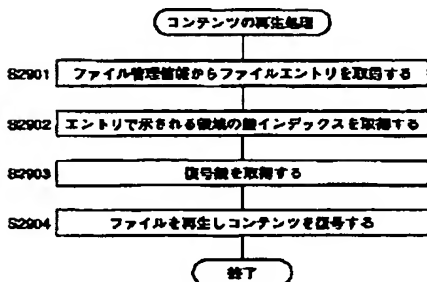 コンテンツの再生処理
S2901 ファイル管理情報からファイルエントリを取得する
S2902 エントリで示される領域の鍵インデックスを取得する
S2903 復号鍵を取得する
S2904 ファイルを再生しコンテンツを復号する
終了